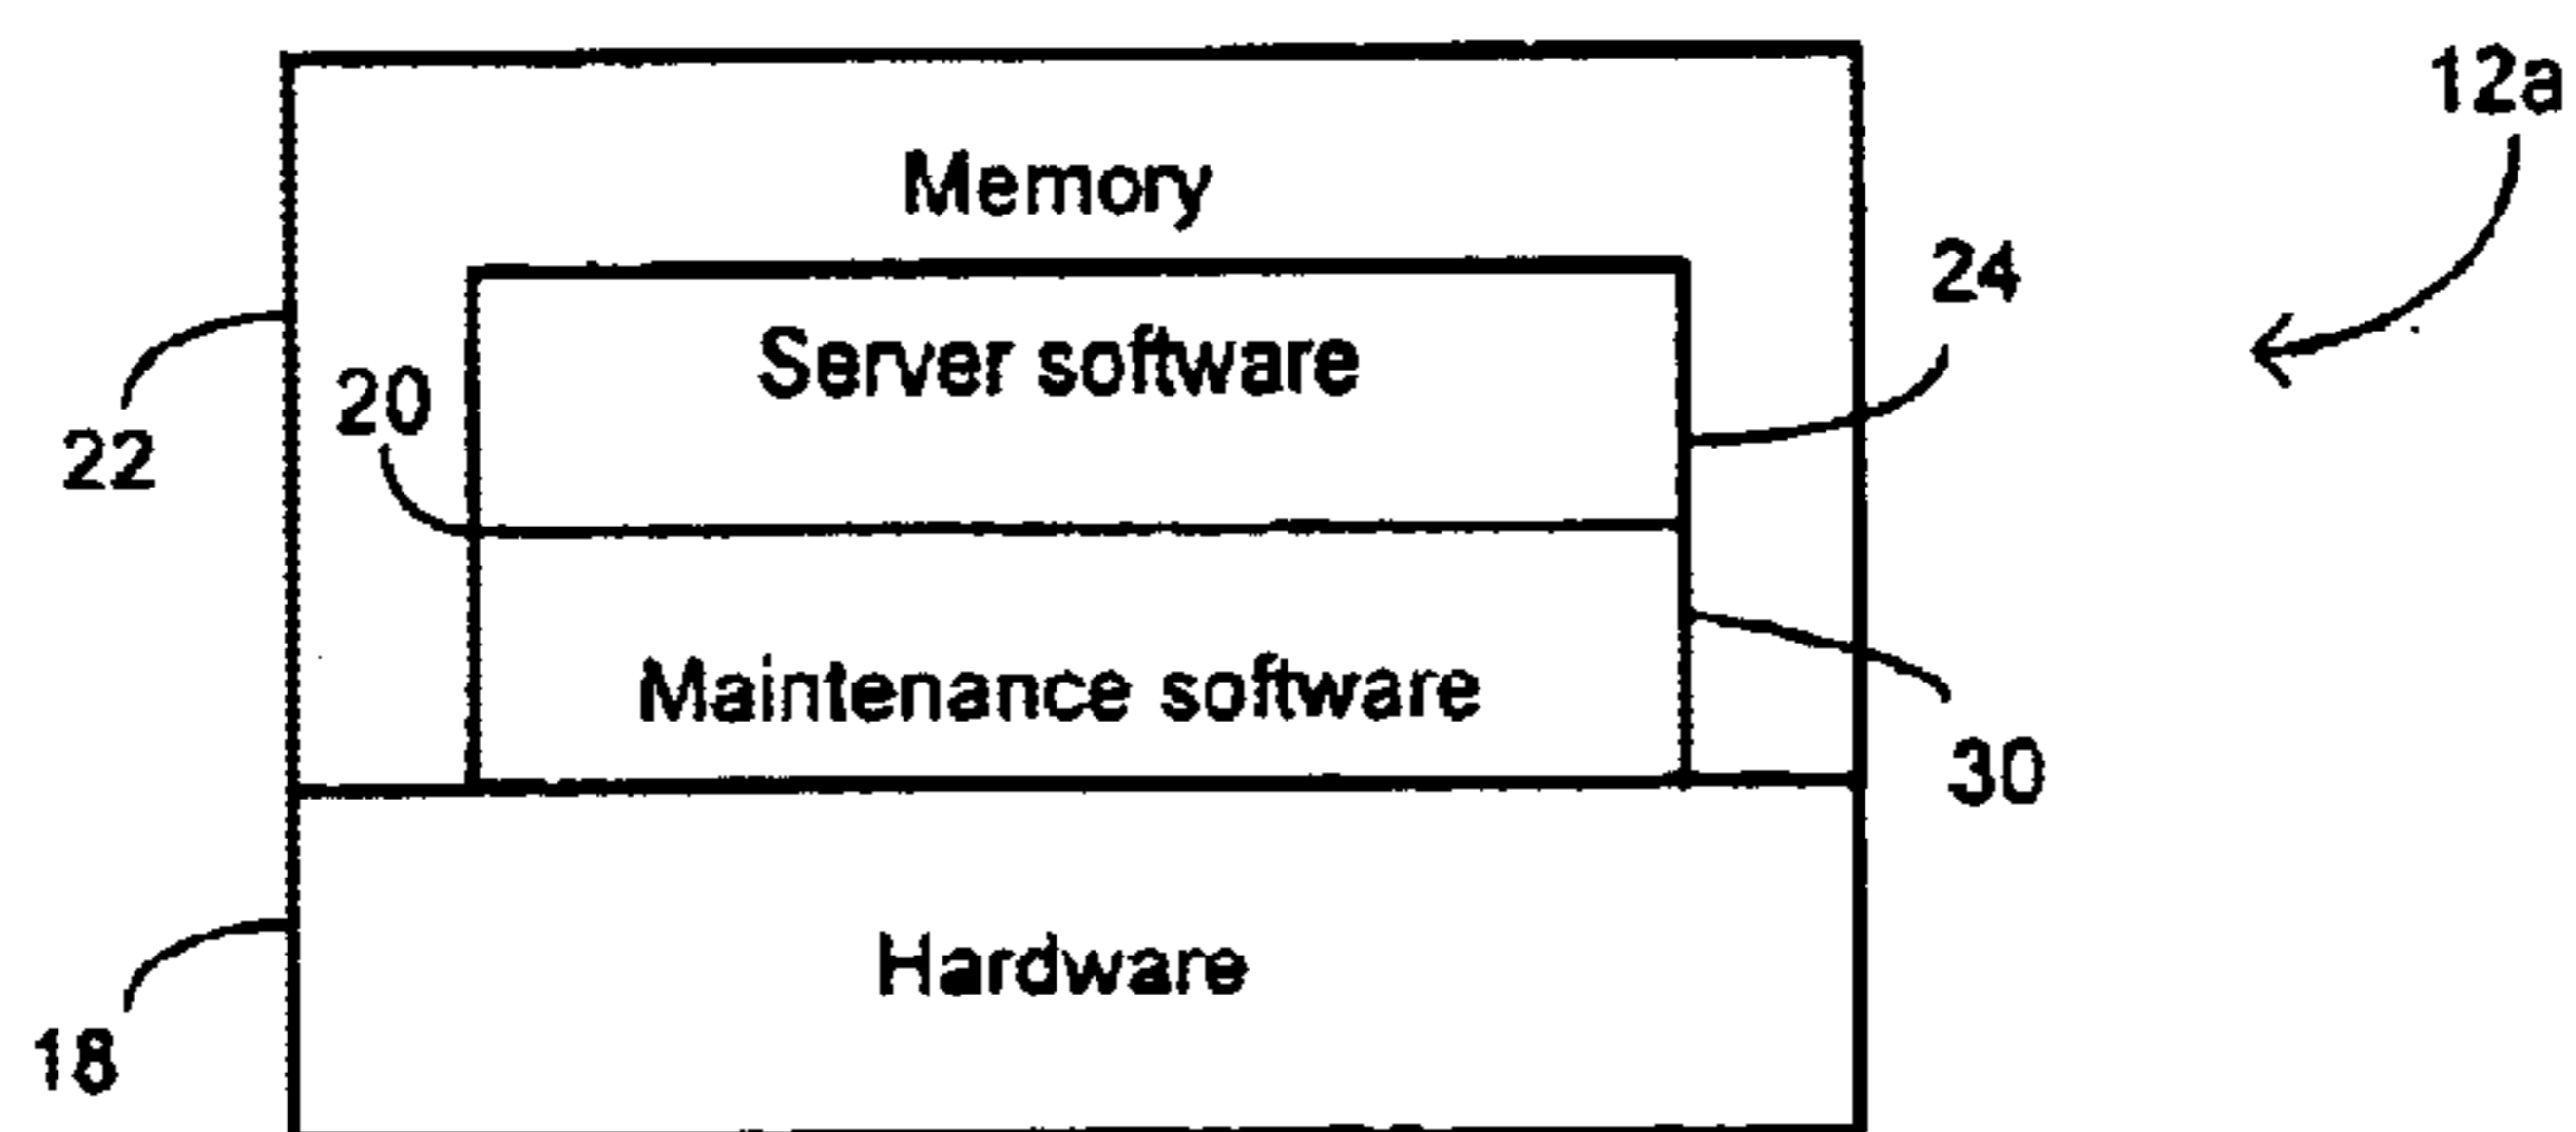 12a
Memory
24
Server software
20
22
Maintenance software
30
Hardware
18